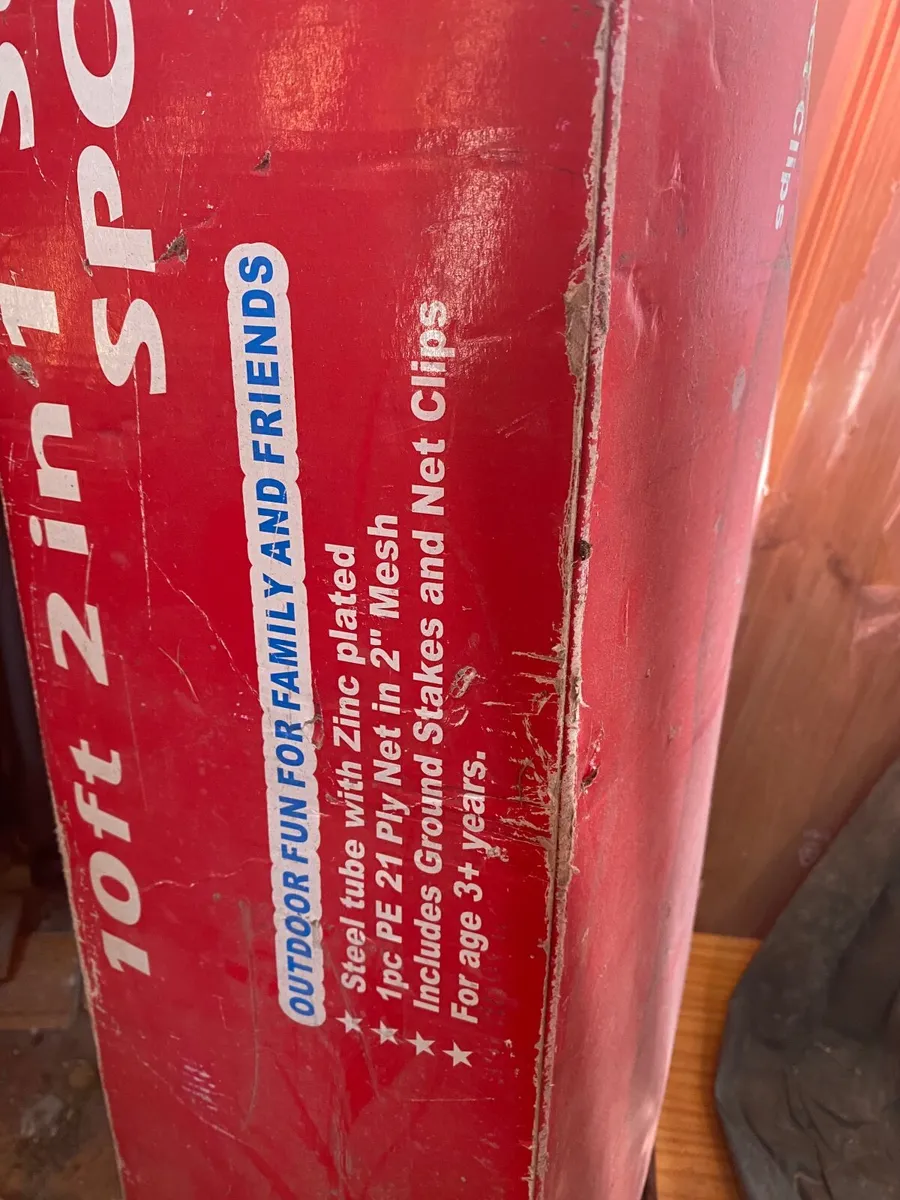 10ft 2 in 1
SPO
OUTDOOR FUN FOR FAMILY AND FRIENDS
★ Steel tube with Zinc plated
★ 1pc PE 21 Ply Net in 2" Mesh
★ Includes Ground Stakes and Net Clips
★ For age 3+ years.
Clips